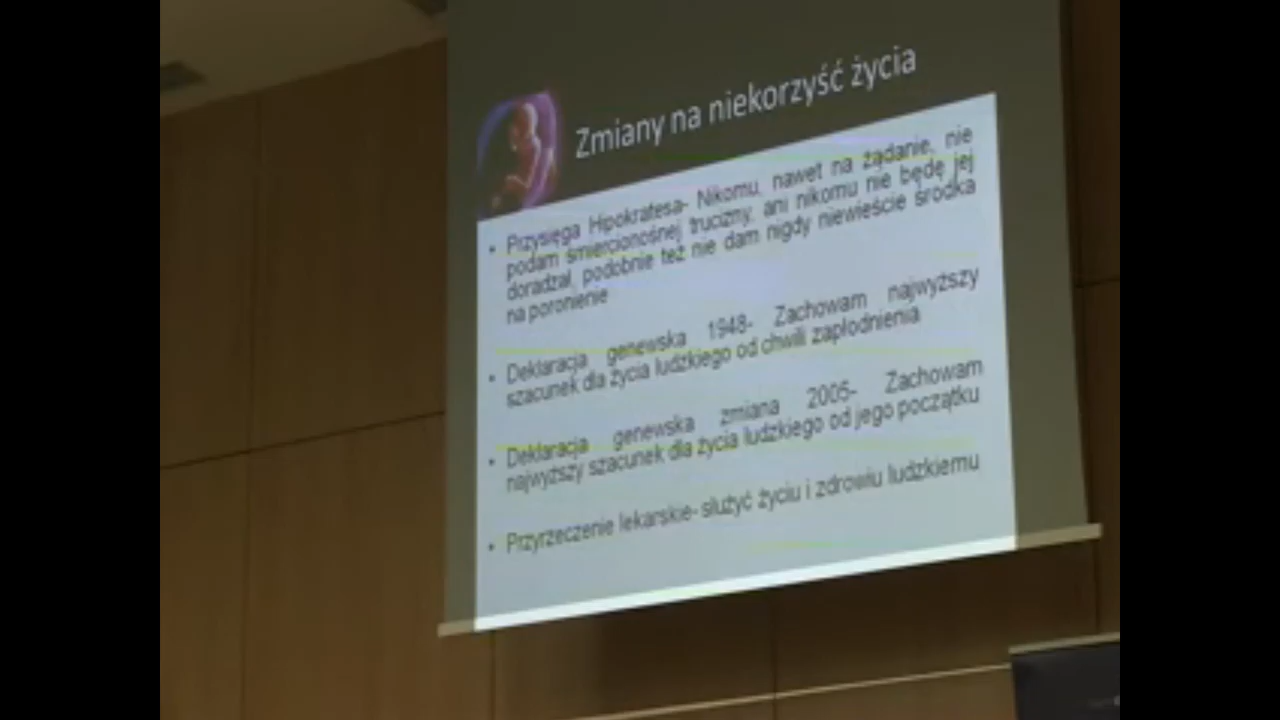 Zmiany na niekorzyść życia
• Przysięga Hipokratesa- Nikomu, nawet na żądanie, nie
podam śmiercionośnej trucizny, ani nikomu nie będę jej
doradzał, podobnie też nie dam nigdy niewieście środka
na poronienie
• Deklaracja genewska 1948- Zachowam najwyższy
szacunek dla życia ludzkiego od chwili zapłodnienia
• Deklaracja genewska zmiana 2005- Zachowam
najwyższy szacunek dla życia ludzkiego od jego początku
• Przyrzeczenie lekarskie- służyć życiu i zdrowiu ludzkiemu